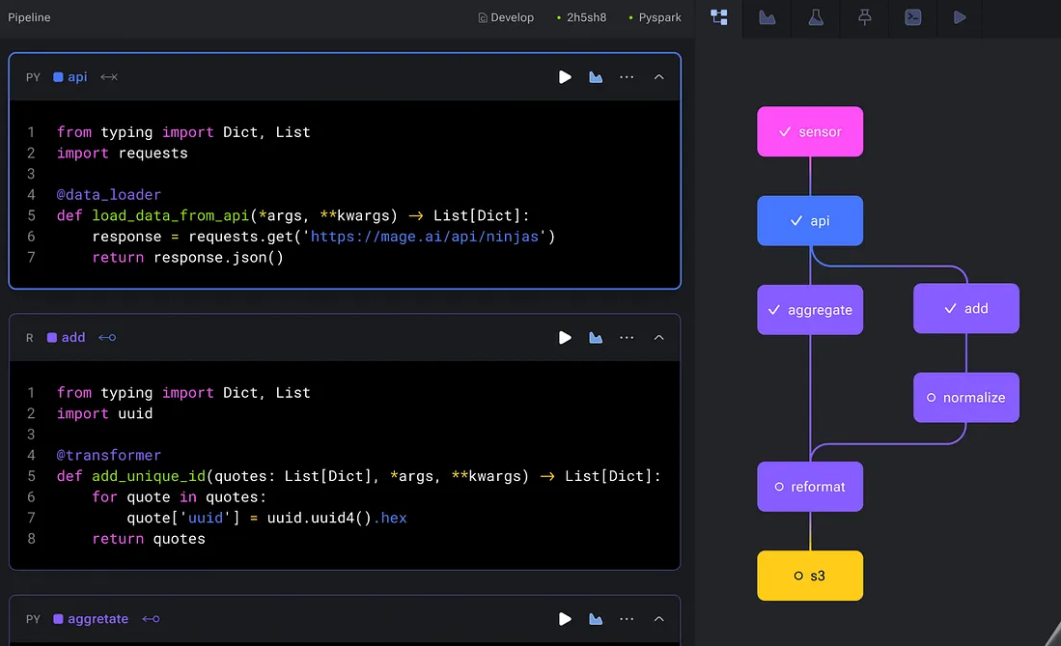 Pipeline
Develop
2h5sh8
Pyspark
PY api
1 from typing import Dict, List
2 import requests
3
4 @data_loader
5 def load_data_from_api(*args, **kwargs) → List[Dict]:
6 response = requests.get('https://mage.ai/api/ninjas')
7 return response.json()
R add
1 from typing import Dict, List
2 import uuid
3
4 @transformer
5 def add_unique_id(quotes: List[Dict], *args, **kwargs) → List[Dict]:
6 for quote in quotes:
7 quote['uuid'] = uuid.uuid4().hex
8 return quotes
PY aggretate
sensor
api
aggregate
add
normalize
reformat
s3